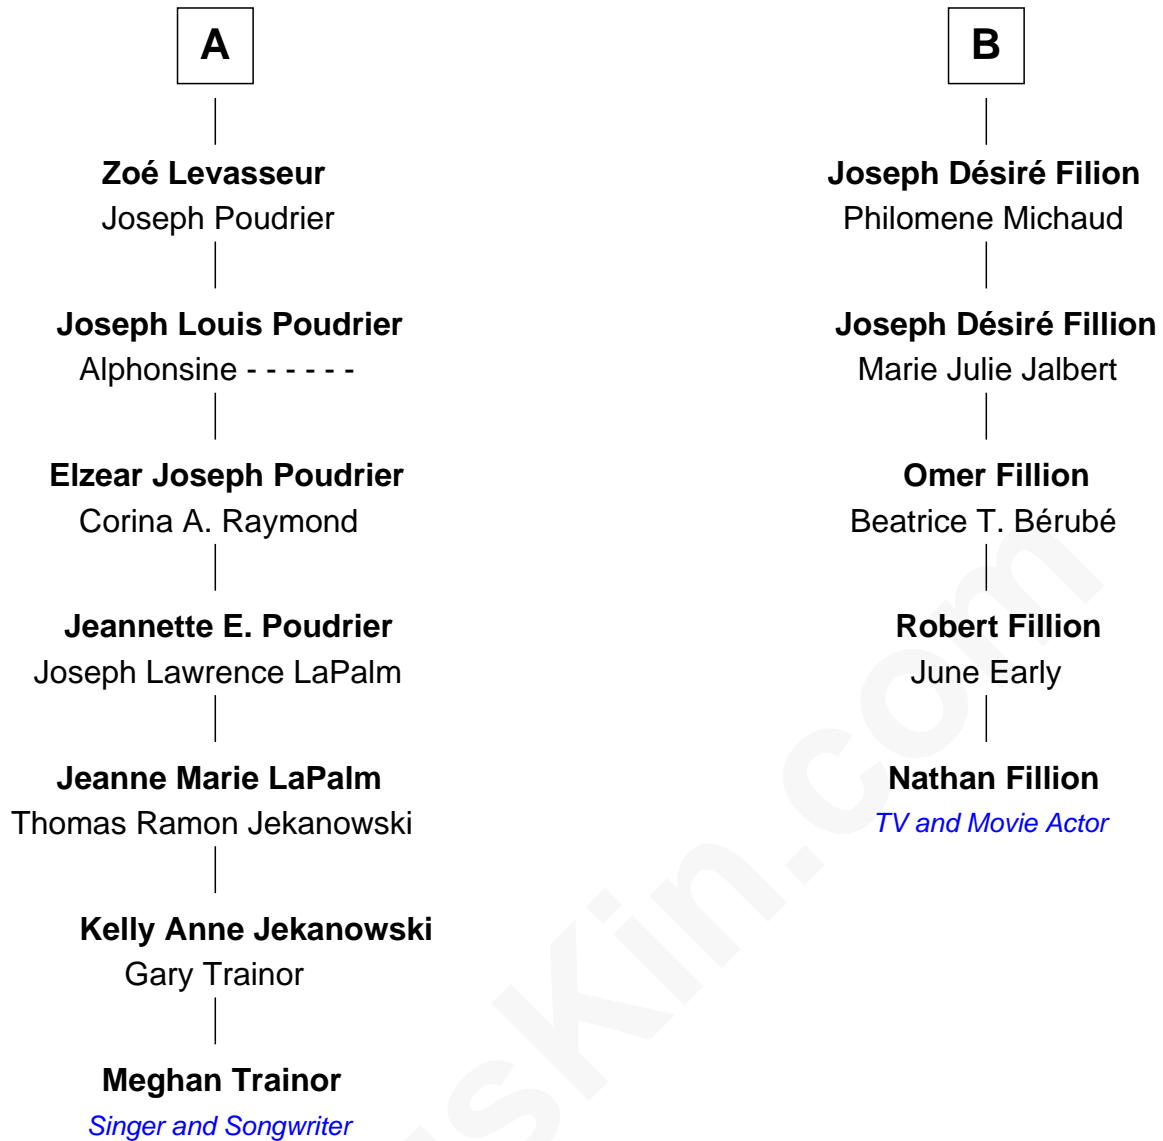 A
Zoé Levasseur
Joseph Poudrier
Joseph Louis Poudrier
Alphonsine - - - - - -
Elzear Joseph Poudrier
Corina A. Raymond
Jeannette E. Poudrier
Joseph Lawrence LaPalm
Jeanne Marie LaPalm
Thomas Ramon Jekanowski
Kelly Anne Jekanowski
Gary Trainor
Meghan Trainor
Singer and Songwriter
B
Joseph Désiré Filion
Philomene Michaud
Joseph Désiré Fillion
Marie Julie Jalbert
Omer Fillion
Beatrice T. Bérubé
Robert Fillion
June Early
Nathan Fillion
TV and Movie Actor
sKin.com